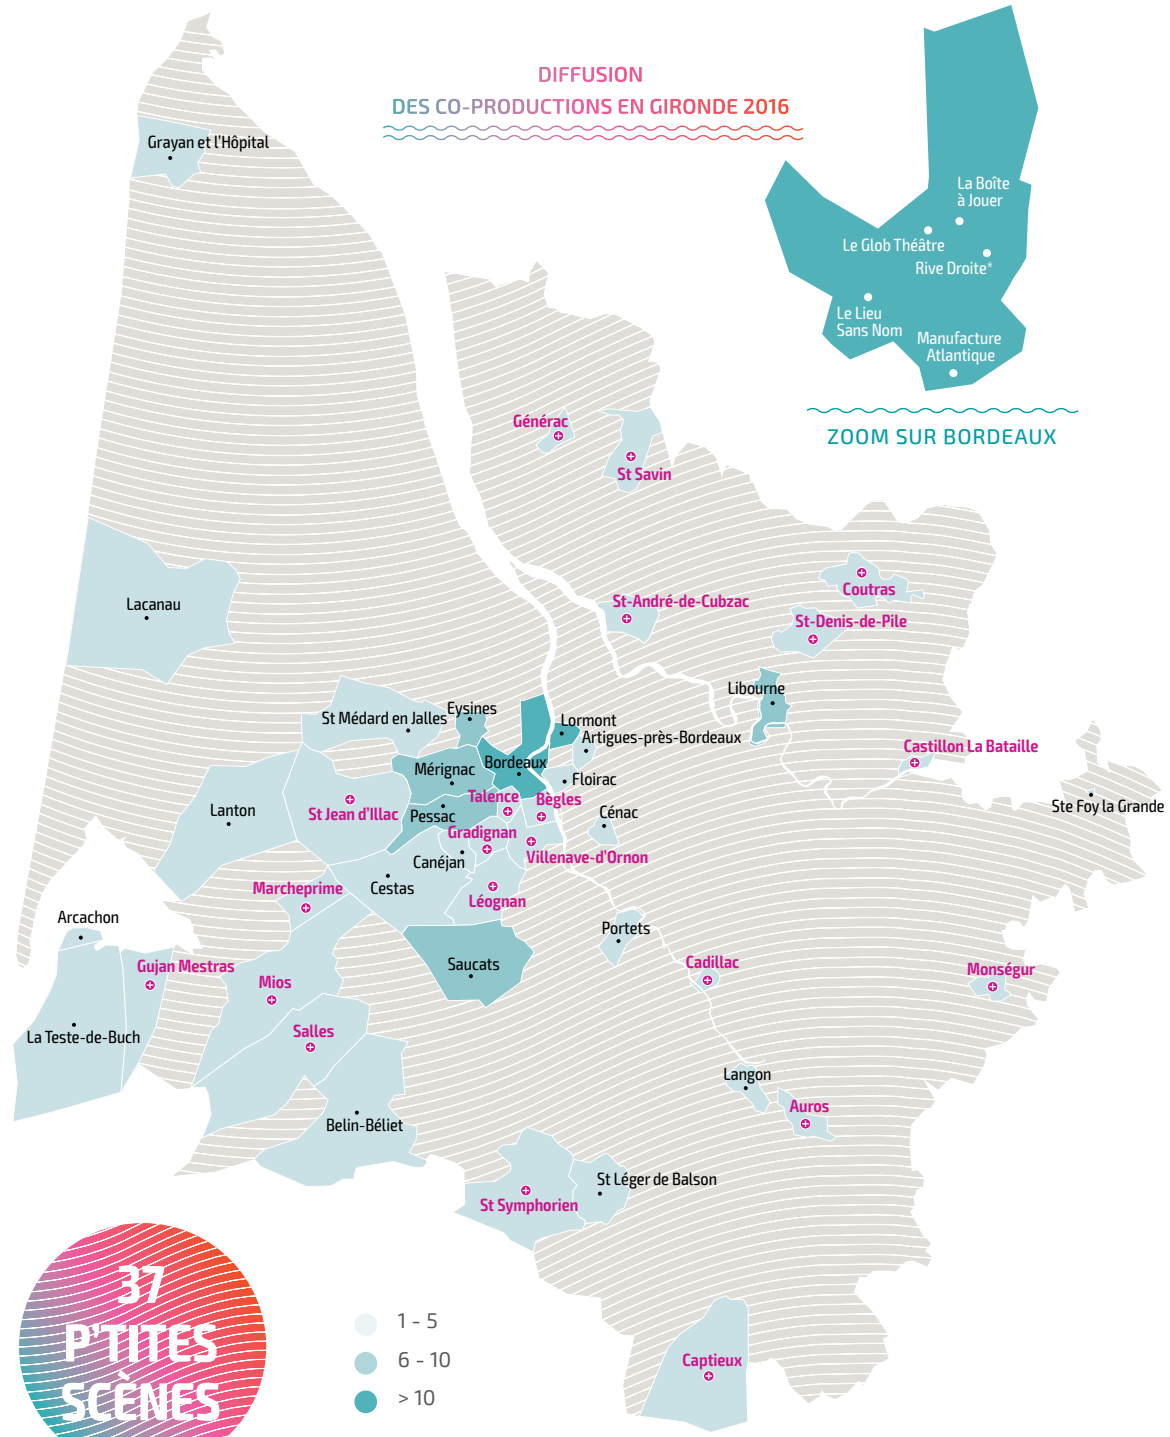 DIFFUSION
DES CO-PRODUCTIONS EN GIRONDE 2016
Grayan et l'Hôpital
La Boîte
à Jouer
Le Glob Théâtre
Rive Droite*
Le Lieu
Sans Nom
Manufacture
Atlantique
ZOOM SUR BORDEAUX
Générac
St Savin
Coutras
Lacanau
St-André-de-Cubzac
St-Denis-de-Pile
Libourne
Eysines
St Médard en Jalles
Lormont
Artigues-près-Bordeaux
Castillon La Bataille
Bordeaux
Mérignac
Floirac
Talence
Bègles
Ste Foy la Grande
Lanton
St Jean d'Illac
Pessac
Cénac
Gradignan
Canéjan
Villenave-d'Ornon
Marcheprime
Cestas
Léognan
Arcachon
Portets
Gujan Mestras
Saucats
Cadillac
Monségur
Mios
La Teste-de-Buch
Salles
Langon
Auros
Belin-Béliet
St Léger de Balson
St Symphorien
37
P'TITES
SCÈNES
1 - 5
6 - 10
> 10
Captieux